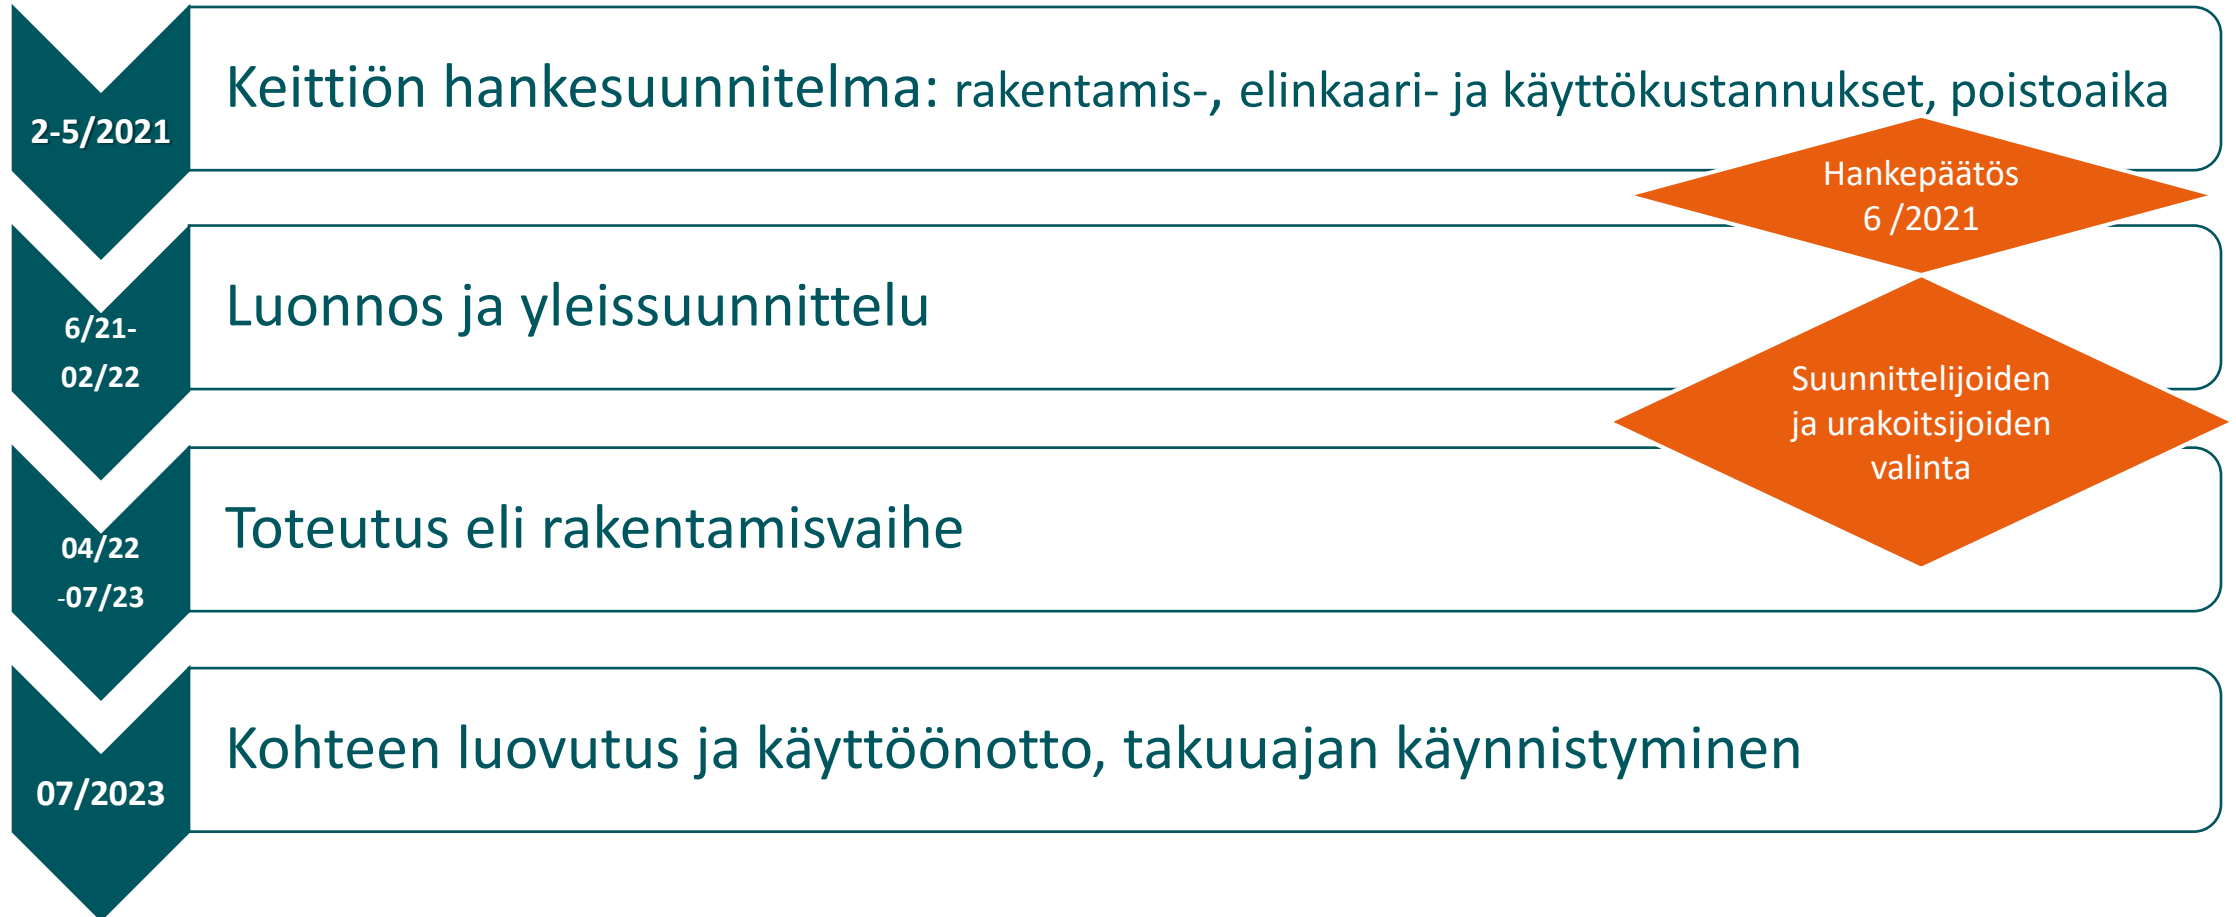 2-5/2021
Keittiön hankesuunnitelma: rakentamis-, elinkaari- ja käyttökustannukset, poistoaika
Hankepäätös
6 /2021
6/21-
02/22
Luonnos ja yleissuunnittelu
Suunnittelijoiden
ja urakoitsijoiden
valinta
04/22
-07/23
Toteutus eli rakentamisvaihe
07/2023
Kohteen luovutus ja käyttöönotto, takuuajan käynnistyminen